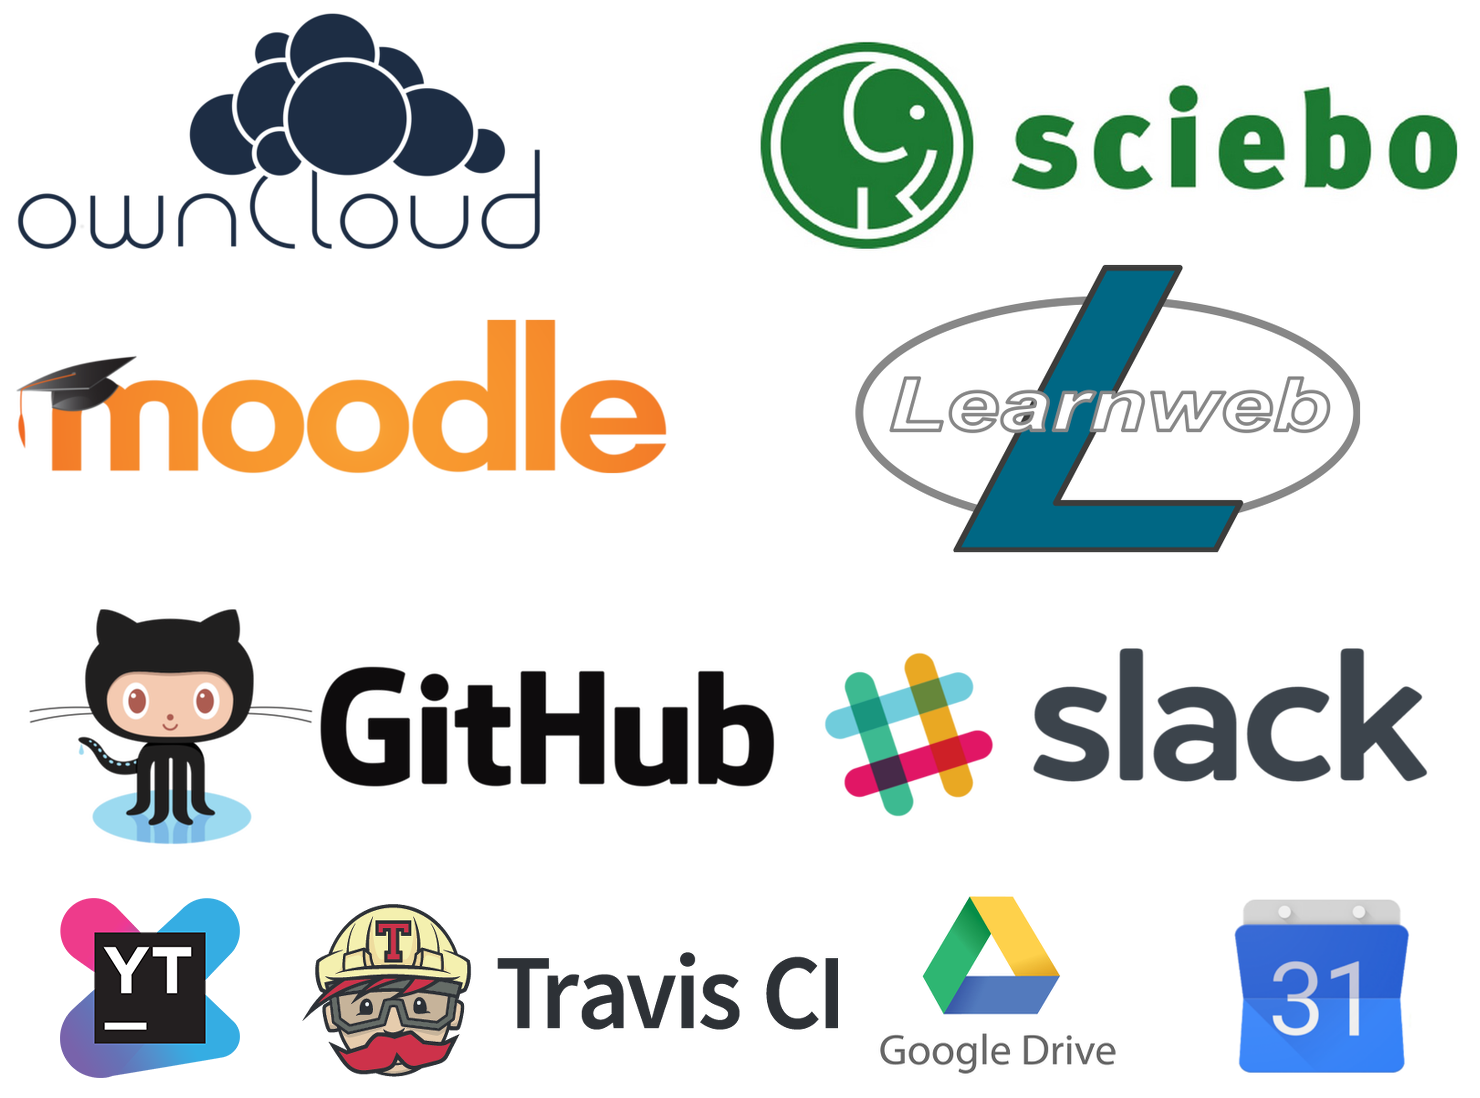 ownCloud
sciebo
moodle
Learnweb
GitHub
slack
YT
T
Travis CI
Google Drive
31